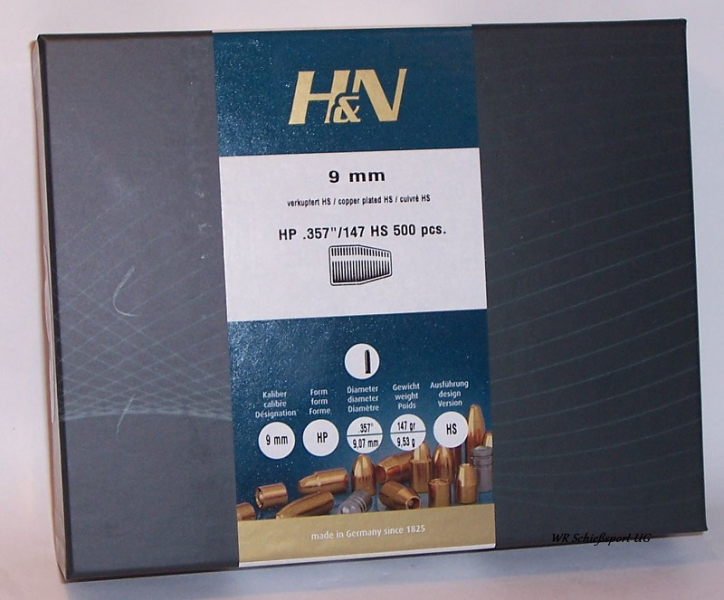 H&N
9 mm
verkupfert HS / copper plated HS / cuivré HS
HP .357"/147 HS 500 pcs.
Kaliber
calibre
Désignation
Form
form
Forme
Diameter
diameter
Diamètre
Gewicht
weight
Poids
Ausführung
design
Version
9 mm
HP
.357"
9,07 mm
147 gr
9,53 g
HS
made in Germany since 1825
WR Schießsport UG